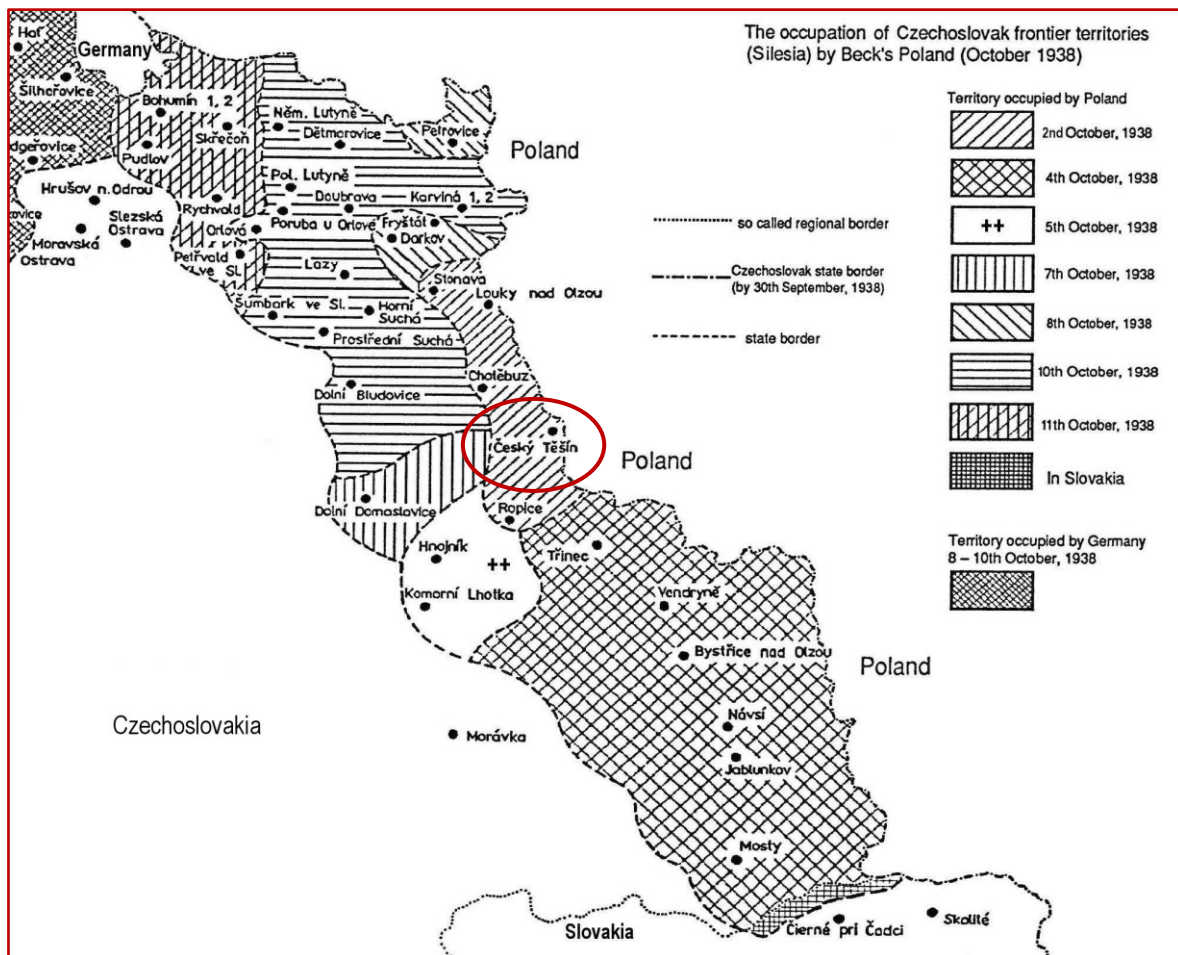 The occupation of Czechoslovak frontier territories
(Silesia) by Beck's Poland (October 1938)
Territory occupied by Poland
2nd October, 1938
4th October, 1938
++
5th October, 1938
7th October, 1938
8th October, 1938
10th October, 1938
11th October, 1938
In Slovakia
Territory occupied by Germany
8 – 10th October, 1938
so called regional border
Czechoslovak state border
(by 30th September, 1938)
state border
Hať
Germany
Šilheřovice
Bohumín 1, 2
Skřečoň
Pudlov
Něm. Lutyně
Dětmarovice
Petrovice
Poland
dgeřovice
Hrušov n. Odrou
Slezská
Ostrava
Moravská
Ostrava
kovice
Rychvald
Orlová
Petřvald
ve Sl.
Pol. Lutyně
Doubrava
Karviná 1, 2
Poruba u Orlové
Fryštát
Darkov
Lazy
Stonava
Louky nad Olzou
Šumbark ve Sl.
Horní
Suchá
Prostřední Suchá
Chotěbuz
Dolní Bludovice
Český Těšín
Poland
Dolní Domaslovice
Ropice
Hnojník
++
Třinec
Komorní Lhotka
Vendryně
Bystřice nad Olzou
Poland
Návsí
Czechoslovakia
Morávka
Jablunkov
Mosty
Slovakia
Čierné pri Čadci
Skalité